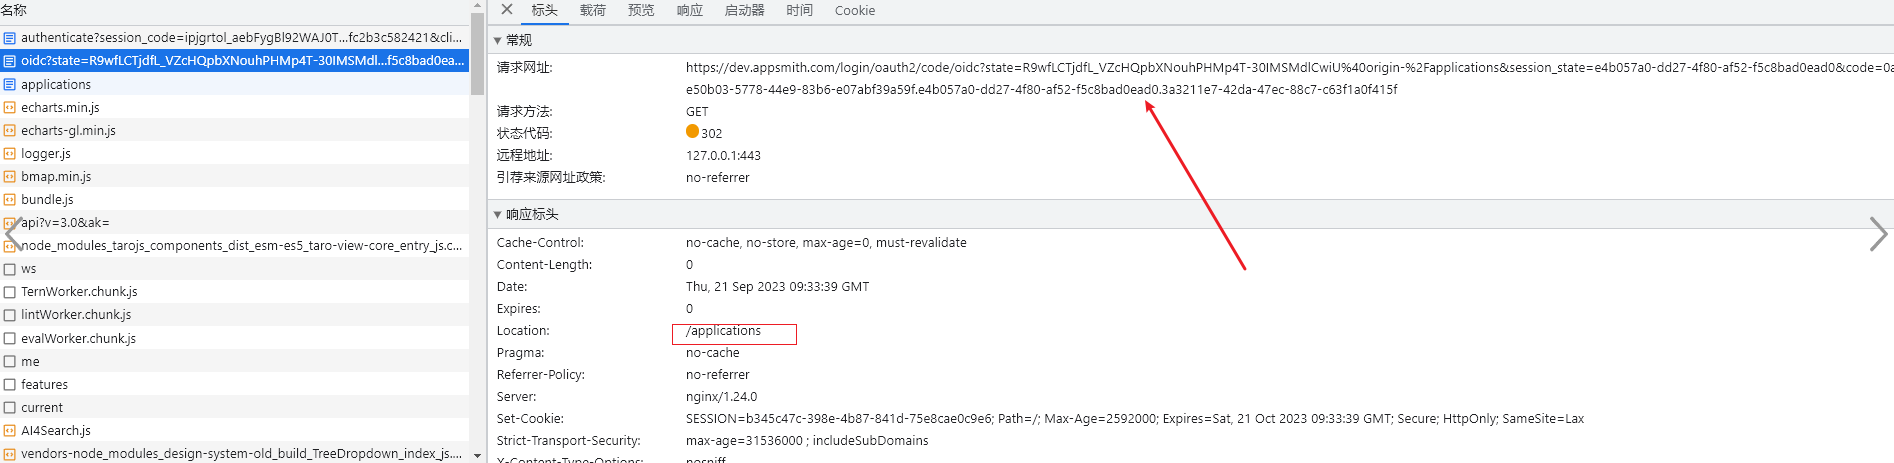 名称
authenticate?session_code=ipjgrtol_aebFygBl92WAJ0T...fc2b3c582421&cli...
oidc?state=R9wfLCTjdfL_VZcHQpbXNouhPHMp4T-30IMSMdl...f5c8bad0ea...
applications
echarts.min.js
echarts-gl.min.js
logger.js
bmap.min.js
bundle.js
api?v=3.0&ak=
node_modules_tarojs_components_dist_esm-es5_taro-view-core_entry_js.c...
ws
TernWorker.chunk.js
lintWorker.chunk.js
evalWorker.chunk.js
me
features
current
AI4Search.js
vendors-node_modules_design-system-old_build_TreeDropdown_index_js....
标头 载荷 预览 响应 启动器 时间 Cookie
常规
请求网址: https://dev.appsmith.com/login/oauth2/code/oidc?state=R9wfLCTjdfL_VZcHQpbXNouhPHMp4T-30IMSMdlCwiU%40origin-%2Fapplications&session_state=e4b057a0-dd27-4f80-af52-f5c8bad0ead0&code=0a
e50b03-5778-44e9-83b6-e07abf39a59f.e4b057a0-dd27-4f80-af52-f5c8bad0ead0.3a3211e7-42da-47ec-88c7-c63f1a0f415f
请求方法: GET
状态代码: 302
远程地址: 127.0.0.1:443
引荐来源网址政策: no-referrer
响应标头
Cache-Control: no-cache, no-store, max-age=0, must-revalidate
Content-Length: 0
Date: Thu, 21 Sep 2023 09:33:39 GMT
Expires: 0
Location: /applications
Pragma: no-cache
Referrer-Policy: no-referrer
Server: nginx/1.24.0
Set-Cookie: SESSION=b345c47c-398e-4b87-841d-75e8cae0c9e6; Path=/; Max-Age=2592000; Expires=Sat, 21 Oct 2023 09:33:39 GMT; Secure; HttpOnly; SameSite=Lax
Strict-Transport-Security: max-age=31536000 ; includeSubDomains
X-Content-Type-Options: nosniff